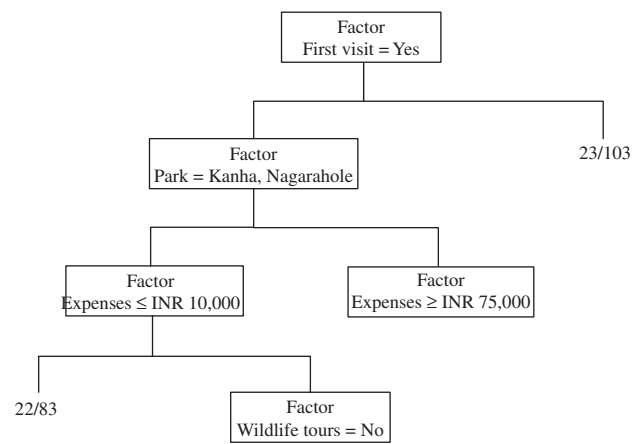 Factor
First visit = Yes
Factor
Park = Kanha, Nagarahole
23/103
Factor
Expenses ≤ INR 10,000
Factor
Expenses ≥ INR 75,000
22/83
Factor
Wildlife tours = No